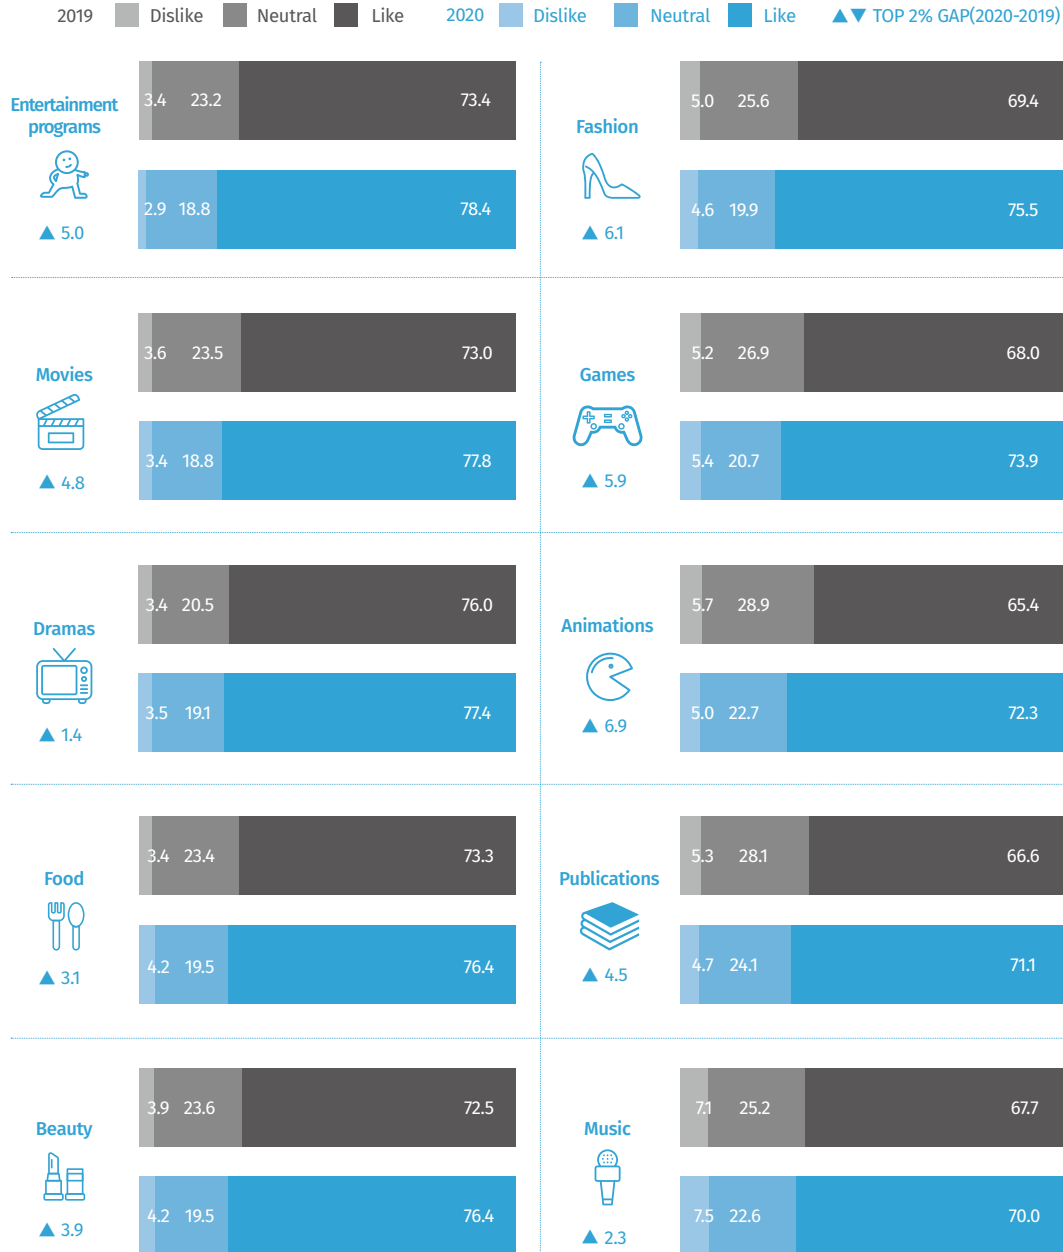 2019 Dislike Neutral Like 2020 Dislike Neutral Like ▲▼ TOP 2% GAP(2020-2019)
Entertainment
programs
▲ 5.0
3.4 23.2 73.4
2.9 18.8 78.4
Fashion
▲ 6.1
5.0 25.6 69.4
4.6 19.9 75.5
Movies
▲ 4.8
3.6 23.5 73.0
3.4 18.8 77.8
Games
▲ 5.9
5.2 26.9 68.0
5.4 20.7 73.9
Dramas
▲ 1.4
3.4 20.5 76.0
3.5 19.1 77.4
Animations
▲ 6.9
5.7 28.9 65.4
5.0 22.7 72.3
Food
▲ 3.1
3.4 23.4 73.3
4.2 19.5 76.4
Publications
▲ 4.5
5.3 28.1 66.6
4.7 24.1 71.1
Beauty
▲ 3.9
3.9 23.6 72.5
4.2 19.5 76.4
Music
▲ 2.3
7.1 25.2 67.7
7.5 22.6 70.0